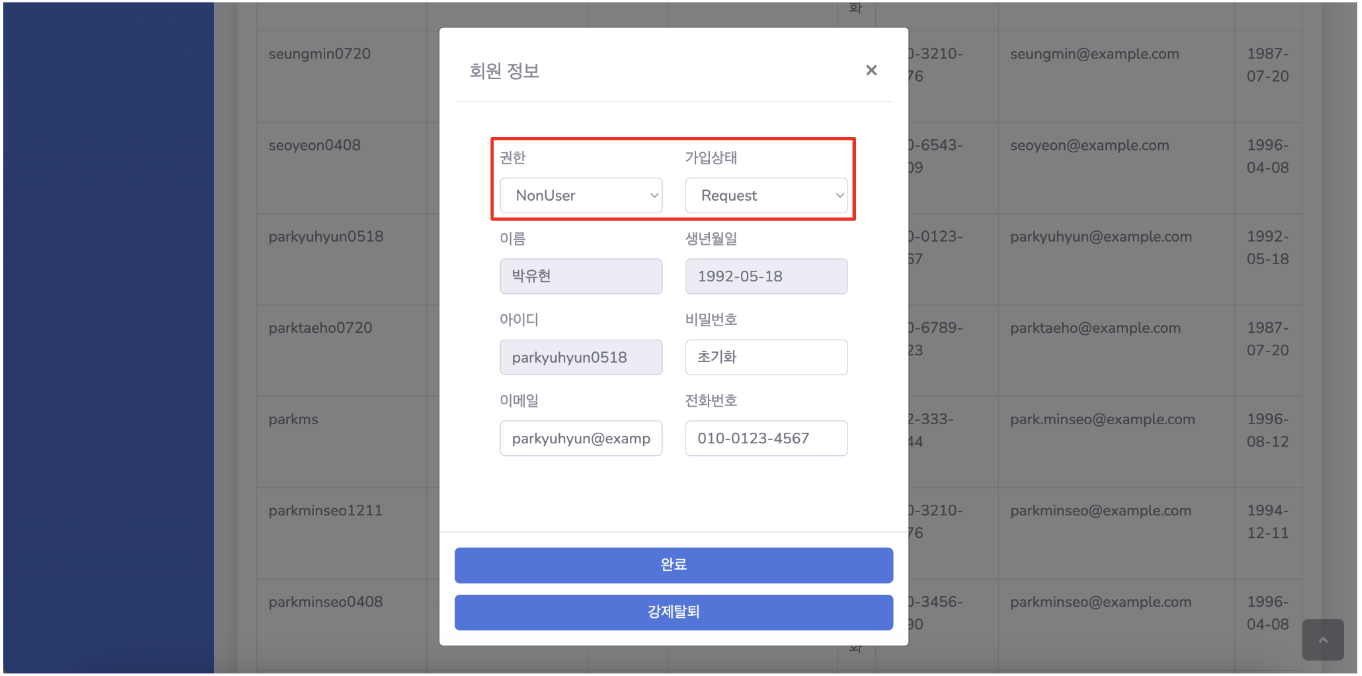 화
seungmin0720
0-3210-
76
seungmin@example.com
1987-
07-20
seoyeon0408
0-6543-
09
seoyeon@example.com
1996-
04-08
parkyuhyun0518
0-0123-
67
parkyuhyun@example.com
1992-
05-18
parktaeho0720
0-6789-
23
parktaeho@example.com
1987-
07-20
parkms
2-333-
44
park.minseo@example.com
1996-
08-12
parkminseo1211
0-3210-
76
parkminseo@example.com
1994-
12-11
parkminseo0408
0-3456-
90
parkminseo@example.com
1996-
04-08
화
회원 정보
×
권한
가입상태
NonUser
Request
이름
생년월일
박유현
1992-05-18
아이디
비밀번호
parkyuhyun0518
초기화
이메일
전화번호
parkyuhyun@examp
010-0123-4567
완료
강제탈퇴